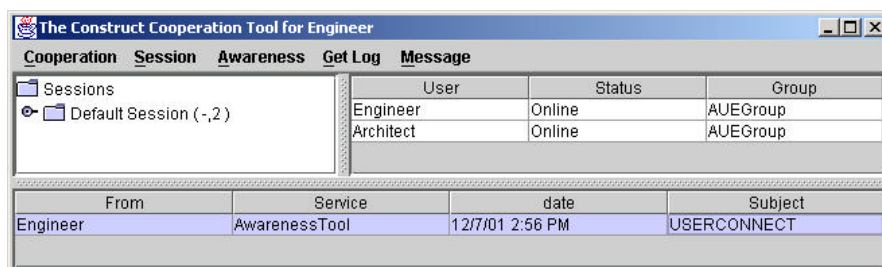 The Construct Cooperation Tool for Engineer
Cooperation Session Awareness Get Log Message
Sessions
Default Session (-,2)
User Status Group
Engineer Online AUEGroup
Architect Online AUEGroup
From Service date Subject
Engineer AwarenessTool 12/7/01 2:56 PM USERCONNECT